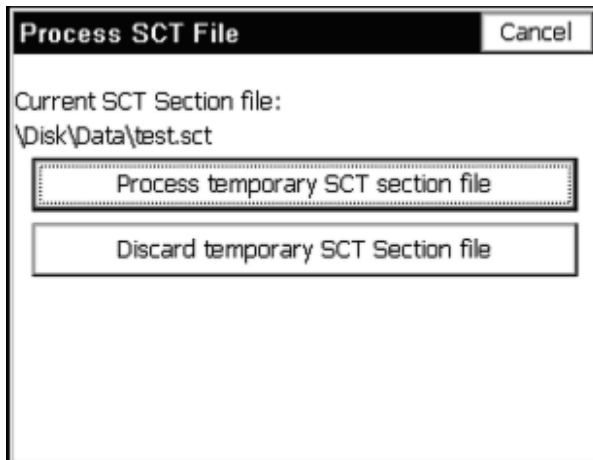 Process SCT File
Cancel
Current SCT Section file:
\Disk\Data\test.sct
Process temporary SCT section file
Discard temporary SCT Section file